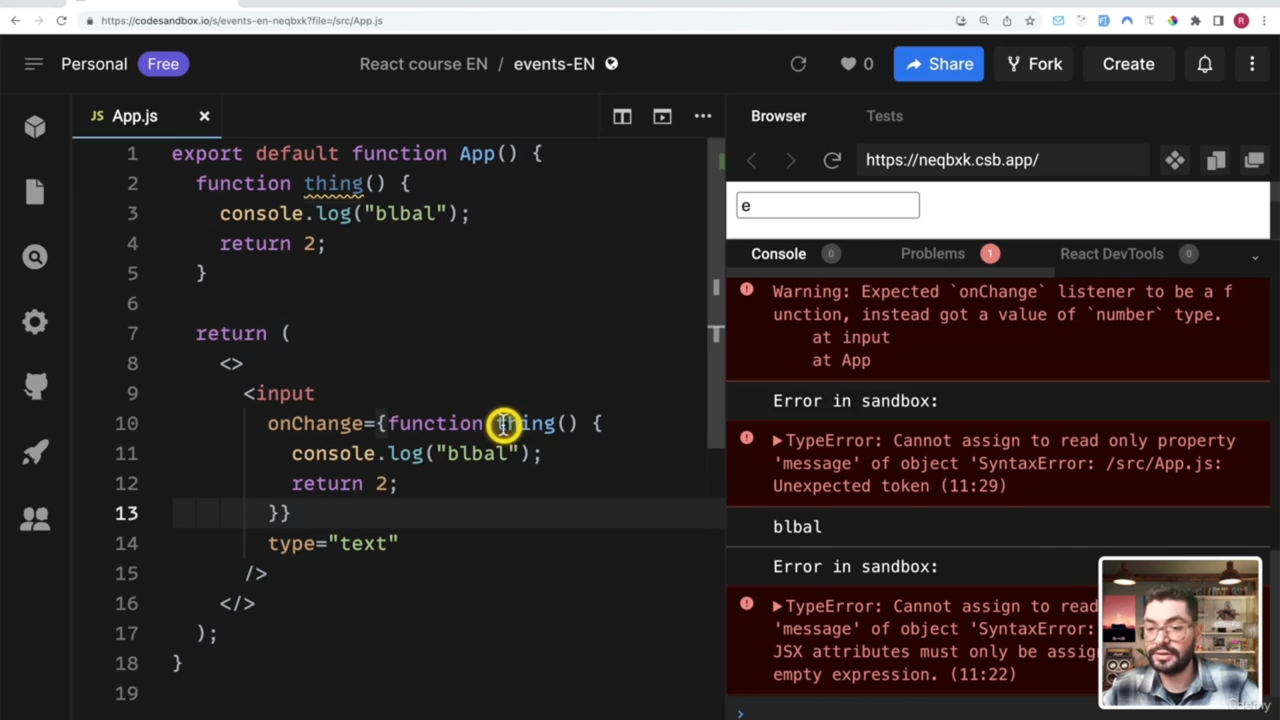 https://codesandbox.io/s/events-en-neqbxk?file=/src/App.js
R
Personal Free React course EN / events-EN 0 Share Fork Create
JS App.js
Browser Tests
https://neqbxk.csb.app/
e
Console 0 Problems 1 React DevTools 0
1 export default function App() {
2 function thing() {
3 console.log("blbal");
4 return 2;
5 }
6
7 return (
8 <>
9 <input
10 onChange={function thing() {
11 console.log("blbal");
12 return 2;
13 }}
14 type="text"
15 />
16 </>
17 );
18 }
19
Warning: Expected `onChange` listener to be a f
unction, instead got a value of `number` type.
at input
at App
Error in sandbox:
TypeError: Cannot assign to read only property
'message' of object 'SyntaxError: /src/App.js:
Unexpected token (11:29)
blbal
Error in sandbox:
TypeError: Cannot assign to read
'message' of object 'SyntaxError:
JSX attributes must only be assig
empty expression. (11:22)
ûdemy